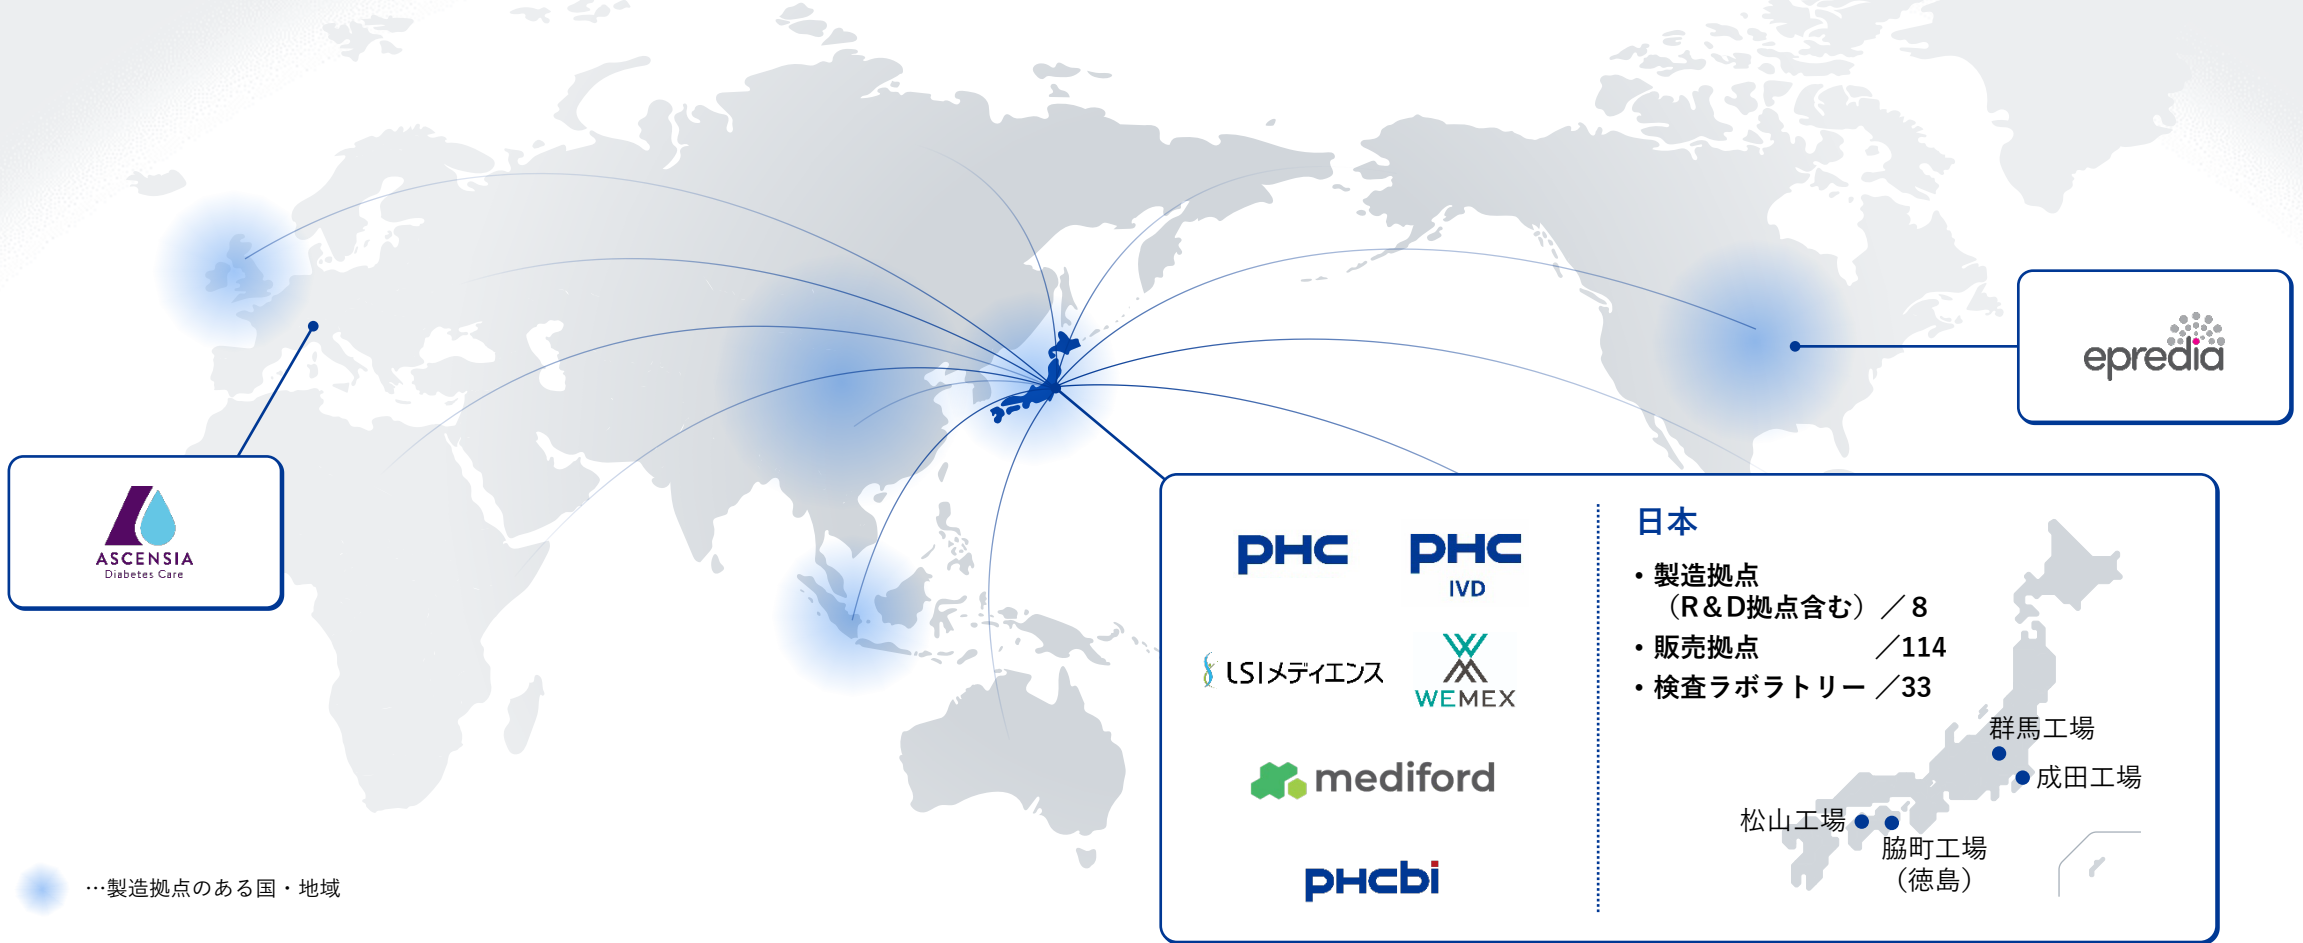 ASCENSIA
Diabetes Care
epredia
PHC
PHC
IVD
LSIメディエンス
WEMEX
mediford
PHCbi
日本
・製造拠点
（R＆D拠点含む）／8
・販売拠点 ／114
・検査ラボラトリー ／33
群馬工場
成田工場
松山工場
脇町工場
（徳島）
…製造拠点のある国・地域